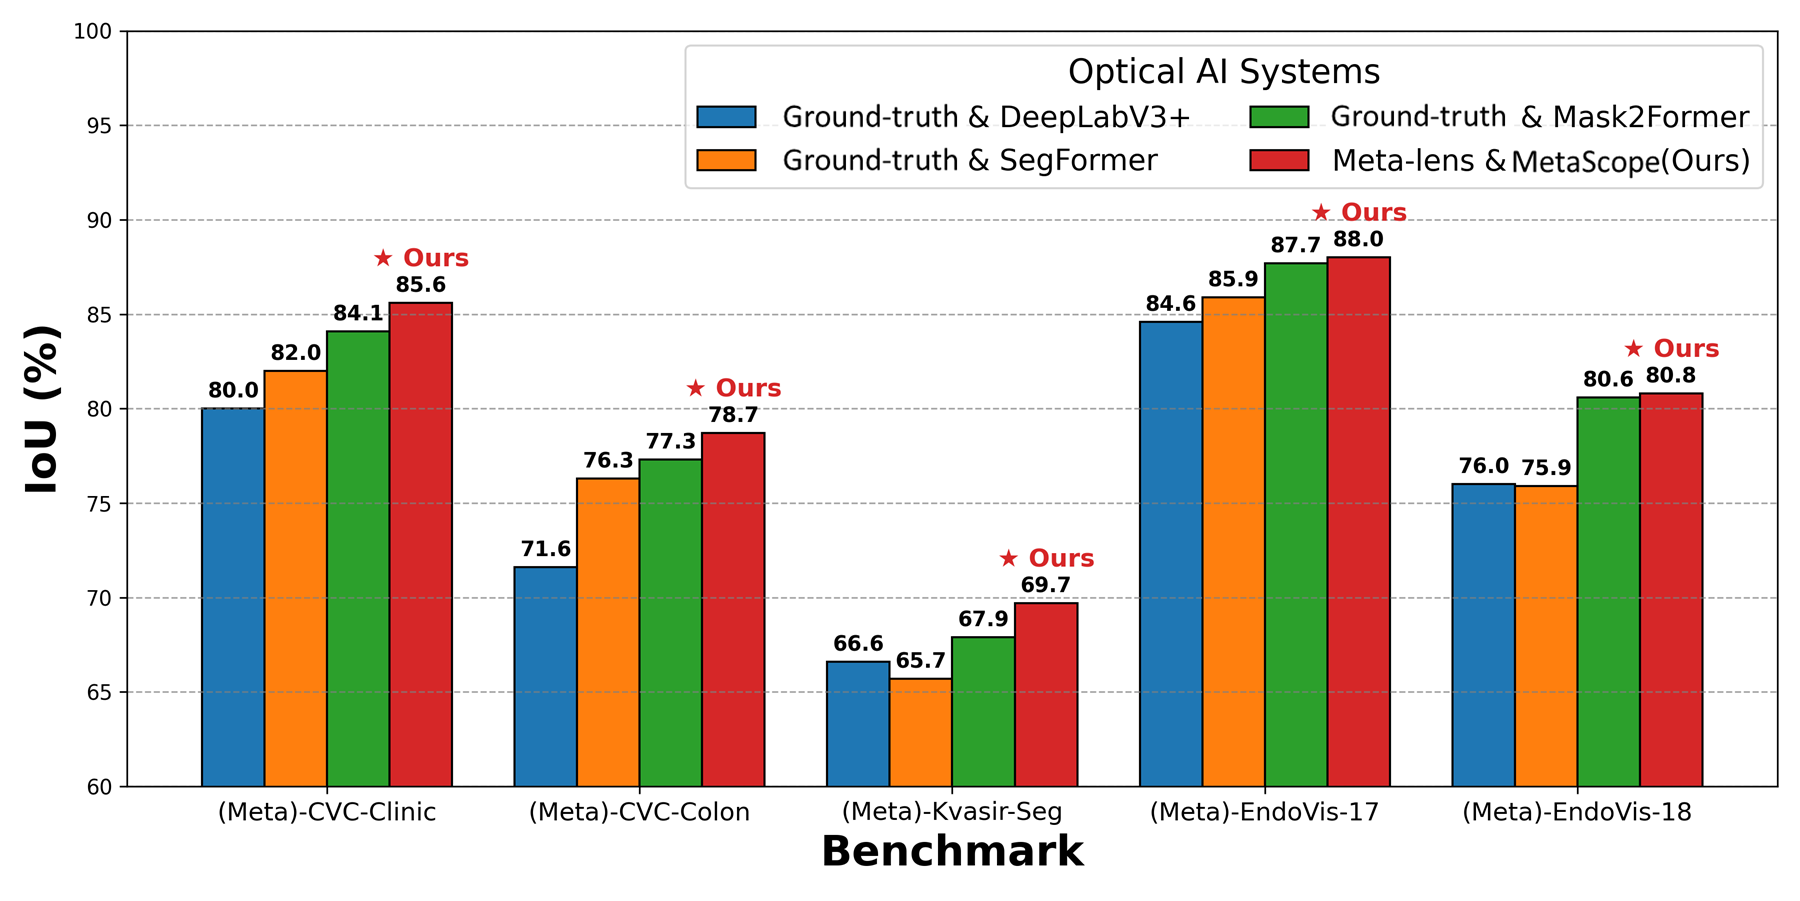 100
95
90
85
80
75
70
65
60
IoU (%)
Optical AI Systems
Ground-truth & DeepLabV3+
Ground-truth & SegFormer
Ground-truth & Mask2Former
Meta-lens & MetaScope(Ours)
80.0
82.0
84.1
★ Ours
85.6
71.6
76.3
77.3
★ Ours
78.7
66.6
65.7
67.9
★ Ours
69.7
84.6
85.9
87.7
★ Ours
88.0
76.0
75.9
80.6
★ Ours
80.8
(Meta)-CVC-Clinic
(Meta)-CVC-Colon
(Meta)-Kvasir-Seg
(Meta)-EndoVis-17
(Meta)-EndoVis-18
Benchmark